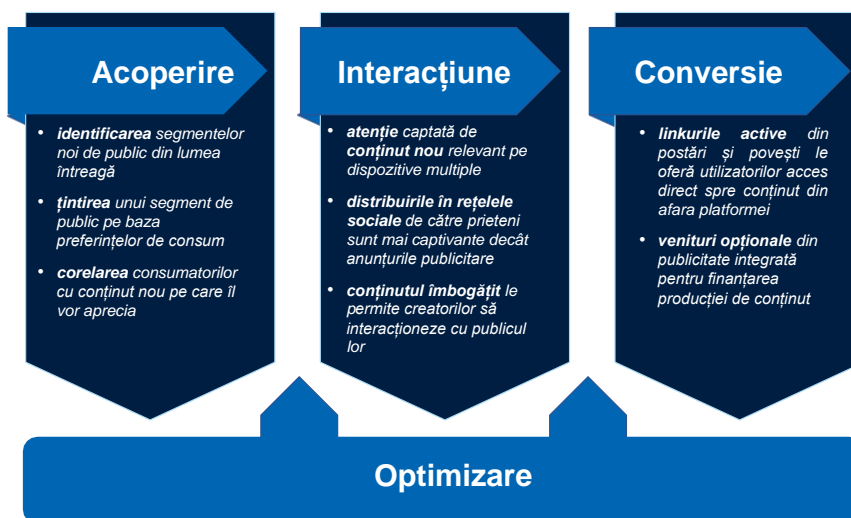 Acoperire
• identificarea segmentelor
noi de public din lumea
întreagă
• țintirea unui segment de
public pe baza
preferințelor de consum
• corelarea consumatorilor
cu conținut nou pe care îl
vor aprecia
Interacțiune
• atenție captată de
conținut nou relevant pe
dispozitive multiple
• distribuirile în rețelele
sociale de către prieteni
sunt mai captivante decât
anunțurile publicitare
• conținutul îmbogățit le
permite creatorilor să
interacționeze cu publicul
lor
Conversie
• linkurile active din
postări și povești le
oferă utilizatorilor acces
direct spre conținut din
afara platformei
• venituri opționale din
publicitate integrată
pentru finanțarea
producției de conținut
Optimizare